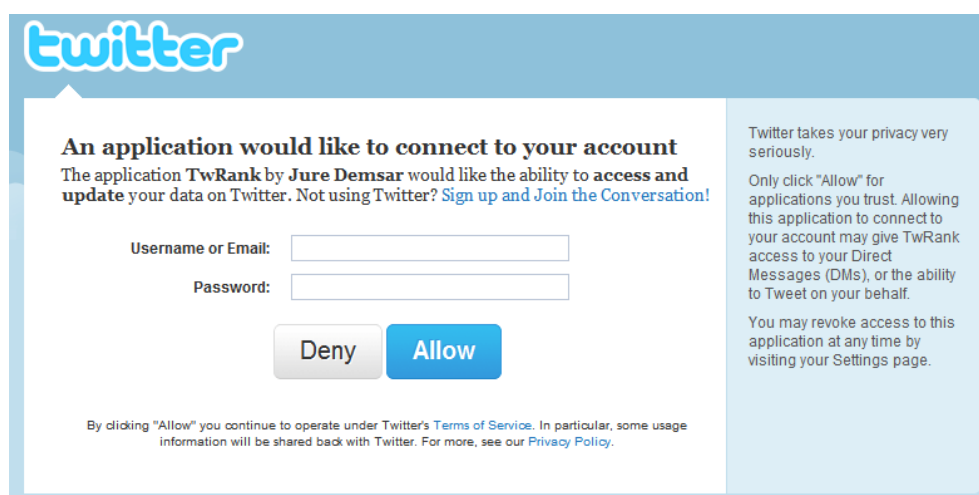 twitter
An application would like to connect to your account
The application TwRank by Jure Demsar would like the ability to access and
update your data on Twitter. Not using Twitter? Sign up and Join the Conversation!
Username or Email:
Password:
Deny
Allow
By clicking "Allow" you continue to operate under Twitter's Terms of Service. In particular, some usage
information will be shared back with Twitter. For more, see our Privacy Policy.
Twitter takes your privacy very
seriously.
Only click "Allow" for
applications you trust. Allowing
this application to connect to
your account may give TwRank
access to your Direct
Messages (DMs), or the ability
to Tweet on your behalf.
You may revoke access to this
application at any time by
visiting your Settings page.